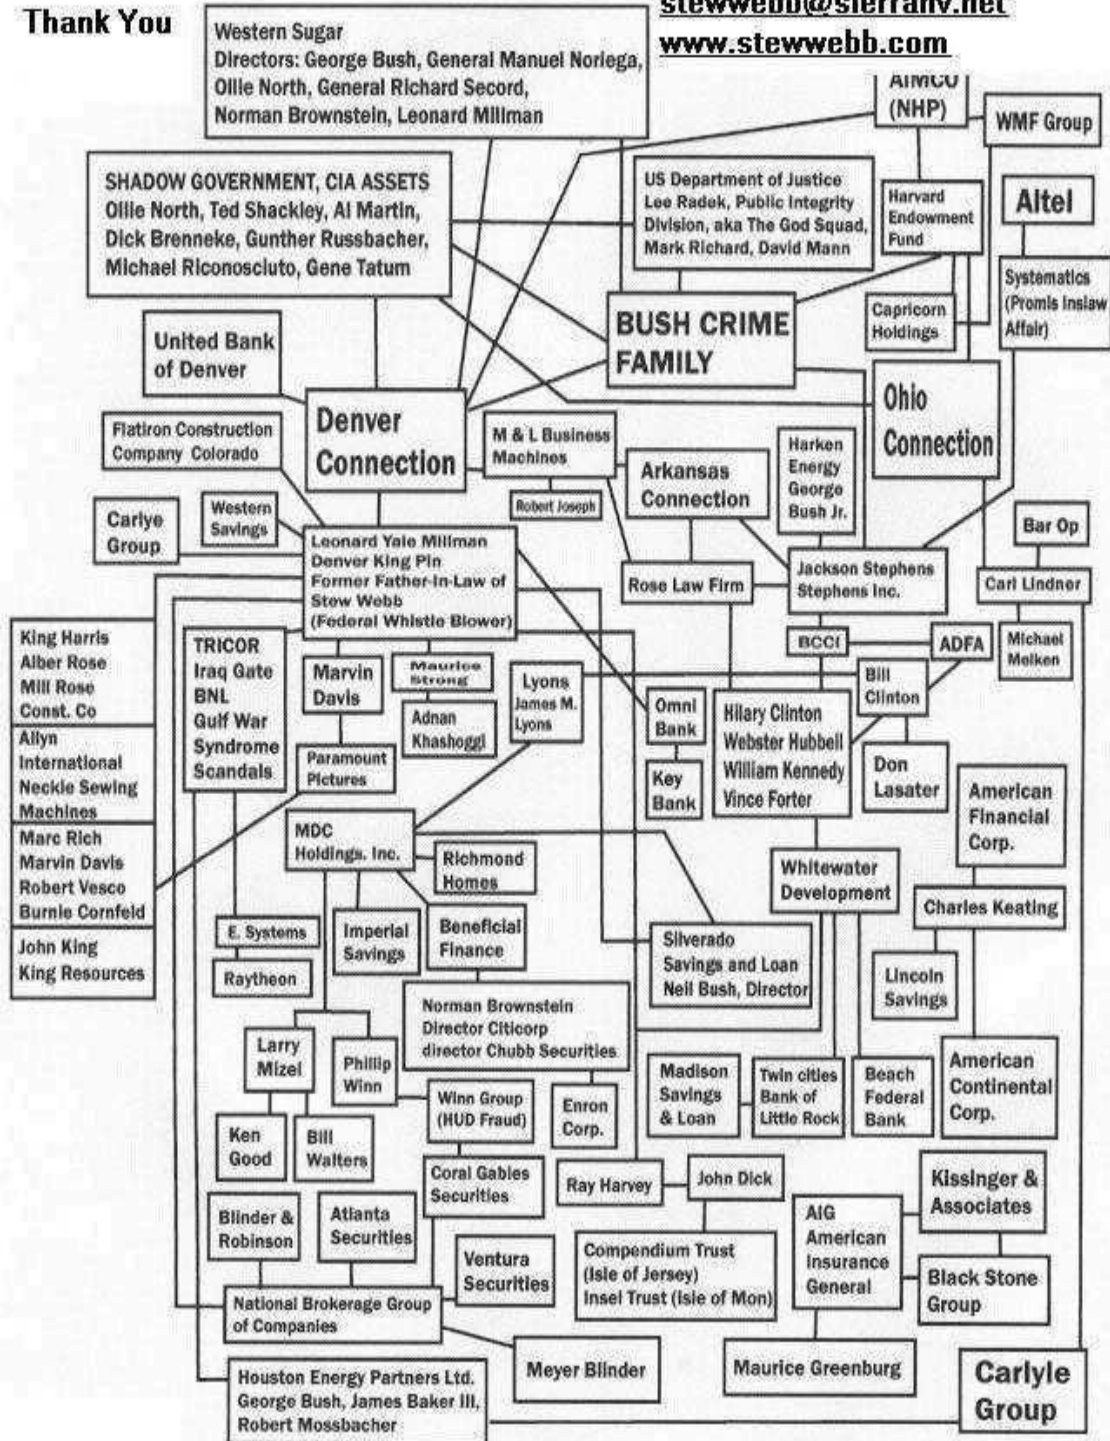 Thank You
stewwebb@sierranv.net
www.stewwebb.com
Western Sugar
Directors: George Bush, General Manuel Noriega,
Ollie North, General Richard Secord,
Norman Brownstein, Leonard Millman
AIMCO
(NHP)
WMF Group
SHADOW GOVERNMENT, CIA ASSETS
Ollie North, Ted Shackley, Al Martin,
Dick Brenneke, Gunther Russbacher,
Michael Riconosciuto, Gene Tatum
US Department of Justice
Lee Radek, Public Integrity
Division, aka The God Squad,
Mark Richard, David Mann
Harvard
Endowment
Fund
Altel
Systematics
(Promis Inslaw
Affair)
Capricorn
Holdings
BUSH CRIME
FAMILY
United Bank
of Denver
Ohio
Connection
Denver
Connection
Flatiron Construction
Company Colorado
M & L Business
Machines
Robert Joseph
Arkansas
Connection
Harken
Energy
George
Bush Jr.
Carlye
Group
Western
Savings
Bar Op
Leonard Yale Millman
Denver King Pin
Former Father-In-Law of
Stew Webb
(Federal Whistle Blower)
Rose Law Firm
Jackson Stephens
Stephens Inc.
Carl Lindner
King Harris
Alber Rose
Mill Rose
Const. Co
Allyn
International
Neckie Sewing
Machines
Marc Rich
Marvin Davis
Robert Vesco
Burnie Cornfeld
John King
King Resources
TRICOR
Iraq Gate
BNL
Gulf War
Syndrome
Scandals
Marvin
Davis
Maurice
Strong
Adnan
Khashoggi
Lyons
James M.
Lyons
BCCI
ADFA
Michael
Melken
Bill
Clinton
Omni
Bank
Key
Bank
Hilary Clinton
Webster Hubbell
William Kennedy
Vince Forter
Don
Lasater
Paramount
Pictures
American
Financial
Corp.
MDC
Holdings. Inc.
Richmond
Homes
Whitewater
Development
Charles Keating
E. Systems
Raytheon
Imperial
Savings
Beneficial
Finance
Silverado
Savings and Loan
Neil Bush, Director
Lincoln
Savings
Norman Brownstein
Director Citicorp
director Chubb Securities
Larry
Mizel
Phillip
Winn
Winn Group
(HUD Fraud)
Enron
Corp.
Madison
Savings
& Loan
Twin cities
Bank of
Little Rock
Beach
Federal
Bank
American
Continental
Corp.
Ken
Good
Bill
Walters
Coral Gables
Securities
Ray Harvey
John Dick
Kissinger &
Associates
Blinder &
Robinson
Atlanta
Securities
AIG
American
Insurance
General
Compendium Trust
(Isle of Jersey)
Insel Trust (Isle of Mon)
Ventura
Securities
Black Stone
Group
National Brokerage Group
of Companies
Meyer Blinder
Maurice Greenburg
Houston Energy Partners Ltd.
George Bush, James Baker III,
Robert Mossbacher
Carlyle
Group